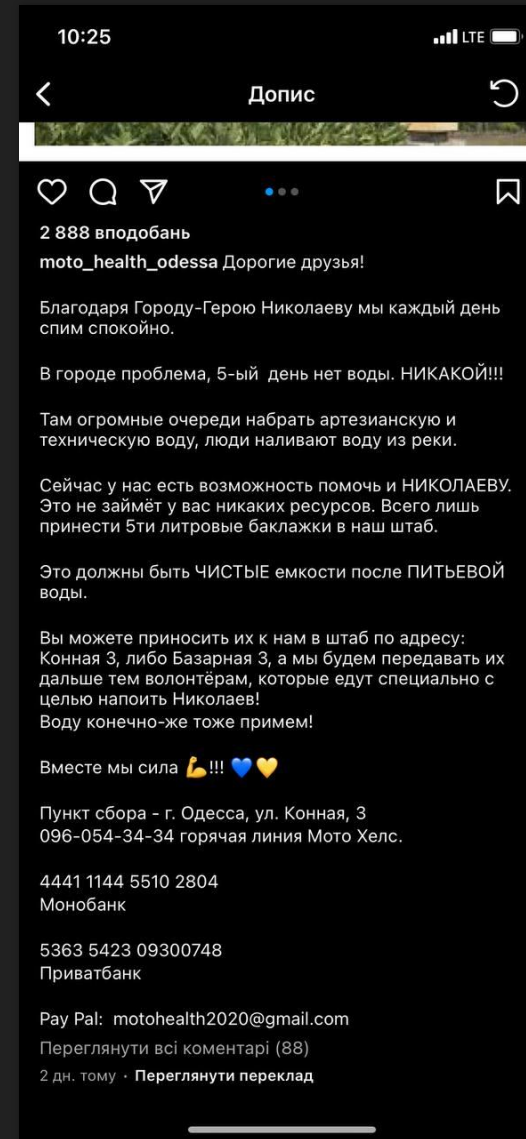 10:25
LTE
Допис
2 888 вподобань
moto_health_odessa Дорогие друзья!
Благодаря Городу-Герою Николаеву мы каждый день
спим спокойно.
В городе проблема, 5-ый  день нет воды. НИКАКОЙ!!!
Там огромные очереди набрать артезианскую и
техническую воду, люди наливают воду из реки.
Сейчас у нас есть возможность помочь и НИКОЛАЕВУ.
Это не займёт у вас никаких ресурсов. Всего лишь
принести 5ти литровые баклажки в наш штаб.
Это должны быть ЧИСТЫЕ емкости после ПИТЬЕВОЙ
воды.
Вы можете приносить их к нам в штаб по адресу:
Конная 3, либо Базарная 3, а мы будем передавать их
дальше тем волонтёрам, которые едут специально с
целью напоить Николаев!
Воду конечно-же тоже примем!
Вместе мы сила 💪!!! 💙💛
Пункт сбора - г. Одесса, ул. Конная, 3
096-054-34-34 горячая линия Мото Хелс.
4441 1144 5510 2804
Монобанк
5363 5423 09300748
Приватбанк
Pay Pal:  motohealth2020@gmail.com
Переглянути всі коментарі (88)
2 дн. тому · Переглянути переклад